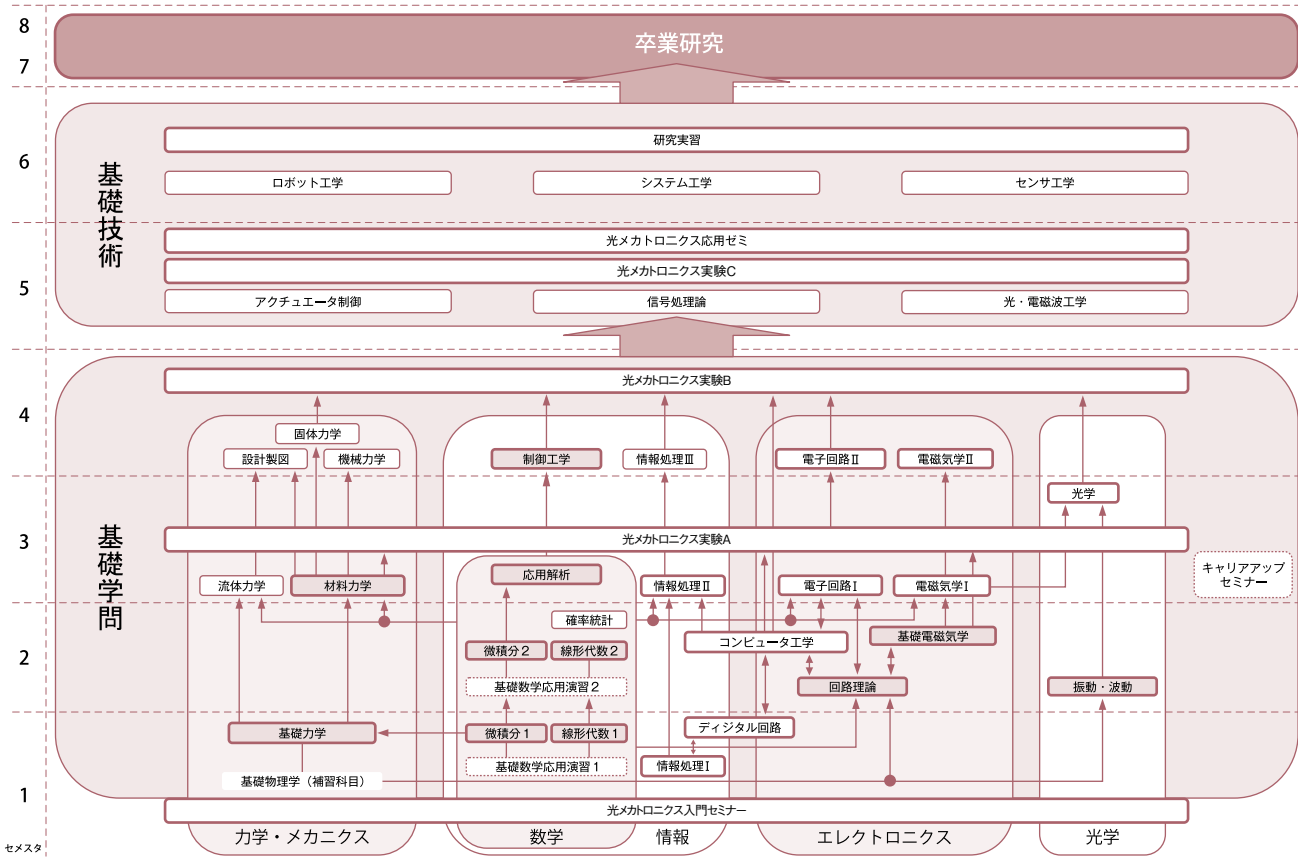 8
卒業研究
7
研究実習
6
ロボット工学
システム工学
センサ工学
基礎技術
光メカトロニクス応用ゼミ
光メカトロニクス実験C
5
アクチュエータ制御
信号処理論
光・電磁波工学
光メカトロニクス実験B
4
固体力学
設計製図
機械力学
制御工学
情報処理Ⅲ
電子回路Ⅱ
電磁気学Ⅱ
光学
基礎学問
3
光メカトロニクス実験A
キャリアアップ
セミナー
流体力学
材料力学
応用解析
情報処理Ⅱ
電子回路Ⅰ
電磁気学Ⅰ
確率統計
2
コンピュータ工学
基礎電磁気学
微積分2
線形代数2
基礎数学応用演習2
回路理論
振動・波動
基礎力学
微積分1
線形代数1
ディジタル回路
基礎数学応用演習1
情報処理Ⅰ
基礎物理学（補習科目）
1
光メカトロニクス入門セミナー
力学・メカニクス
数学
情報
エレクトロニクス
光学
セメスタ